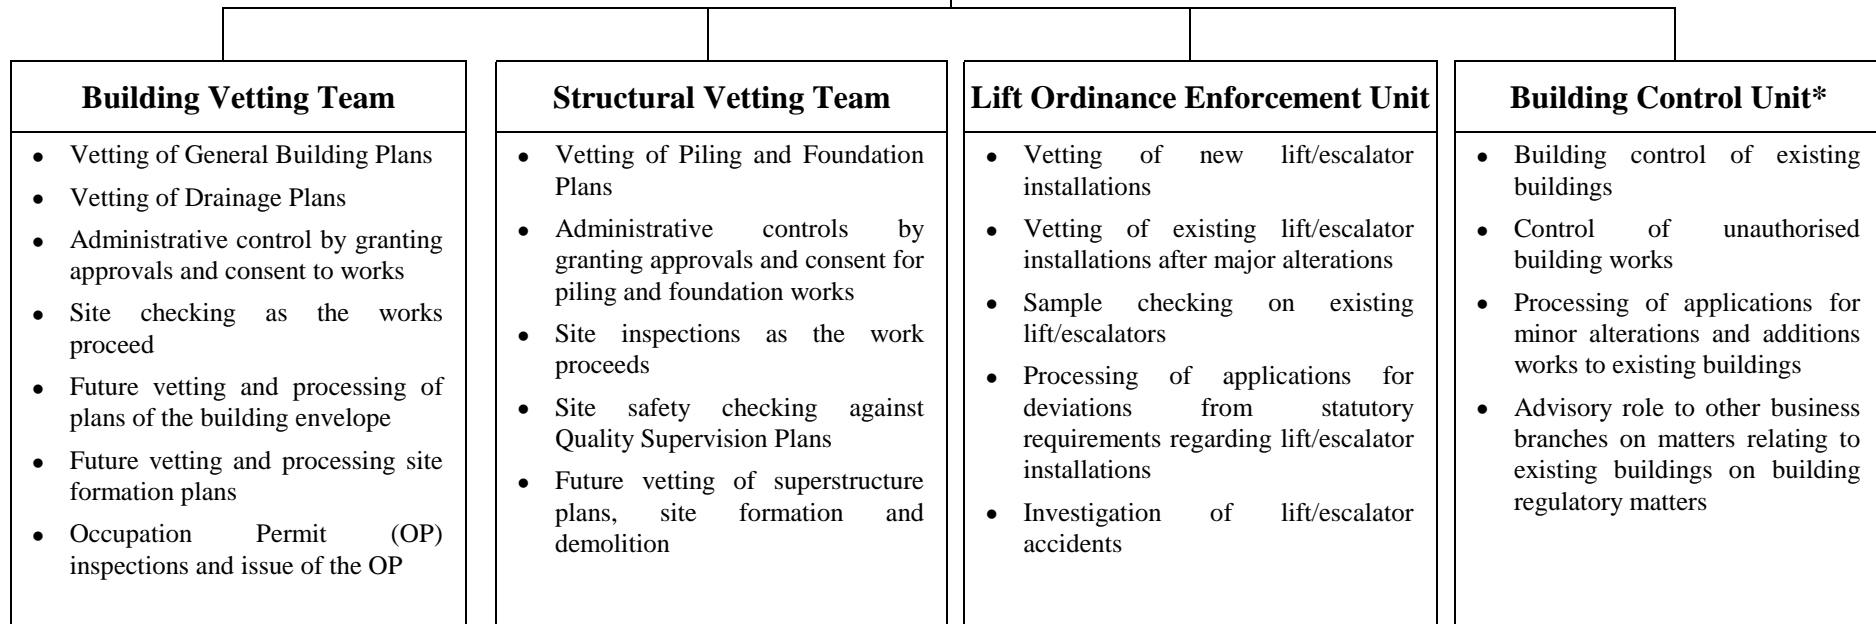 Building Vetting Team
• Vetting of General Building Plans
• Vetting of Drainage Plans
• Administrative control by granting
approvals and consent to works
• Site checking as the works
proceed
• Future vetting and processing of
plans of the building envelope
• Future vetting and processing site
formation plans
• Occupation Permit (OP)
inspections and issue of the OP
Structural Vetting Team
• Vetting of Piling and Foundation
Plans
• Administrative controls by
granting approvals and consent for
piling and foundation works
• Site inspections as the work
proceeds
• Site safety checking against
Quality Supervision Plans
• Future vetting of superstructure
plans, site formation and
demolition
Lift Ordinance Enforcement Unit
• Vetting of new lift/escalator
installations
• Vetting of existing lift/escalator
installations after major alterations
• Sample checking on existing
lift/escalators
• Processing of applications for
deviations from statutory
requirements regarding lift/escalator
installations
• Investigation of lift/escalator
accidents
Building Control Unit*
• Building control of existing
buildings
• Control of unauthorised
building works
• Processing of applications for
minor alterations and additions
works to existing buildings
• Advisory role to other business
branches on matters relating to
existing buildings on building
regulatory matters